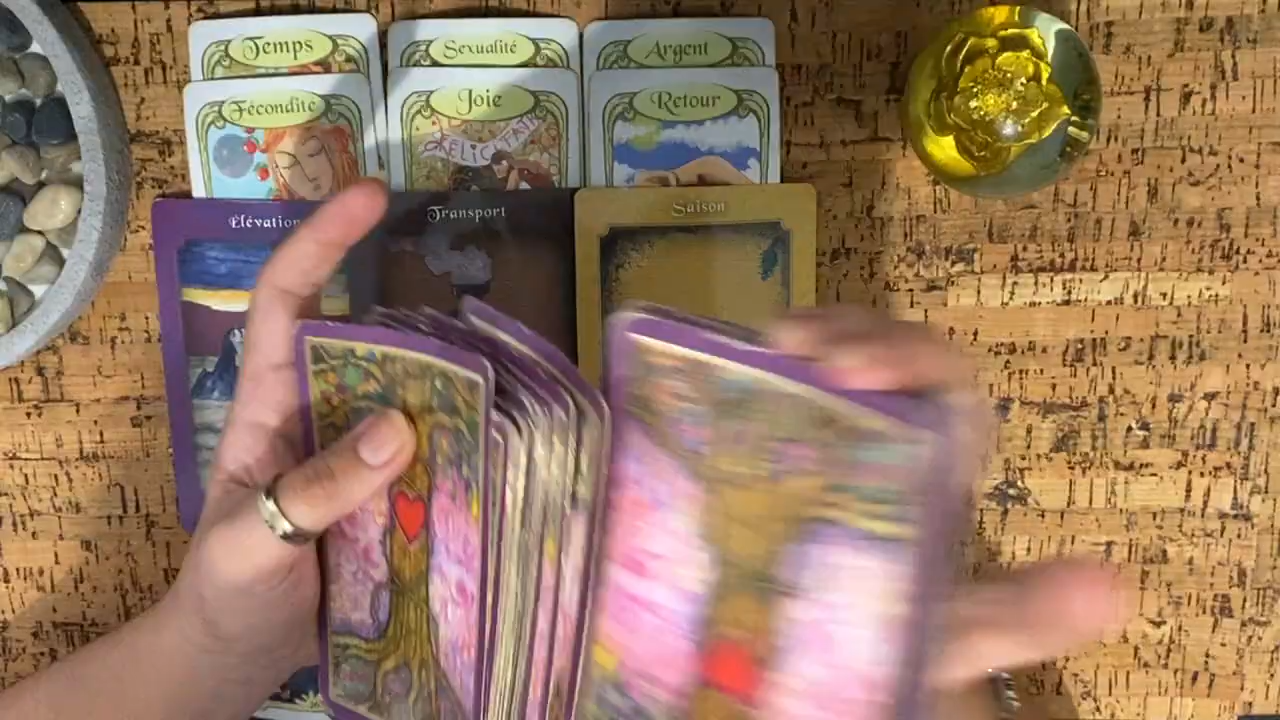 Temps
Sexualité
Argent
Fécondité
Joie
Retour
Élévation
Transport
Saison